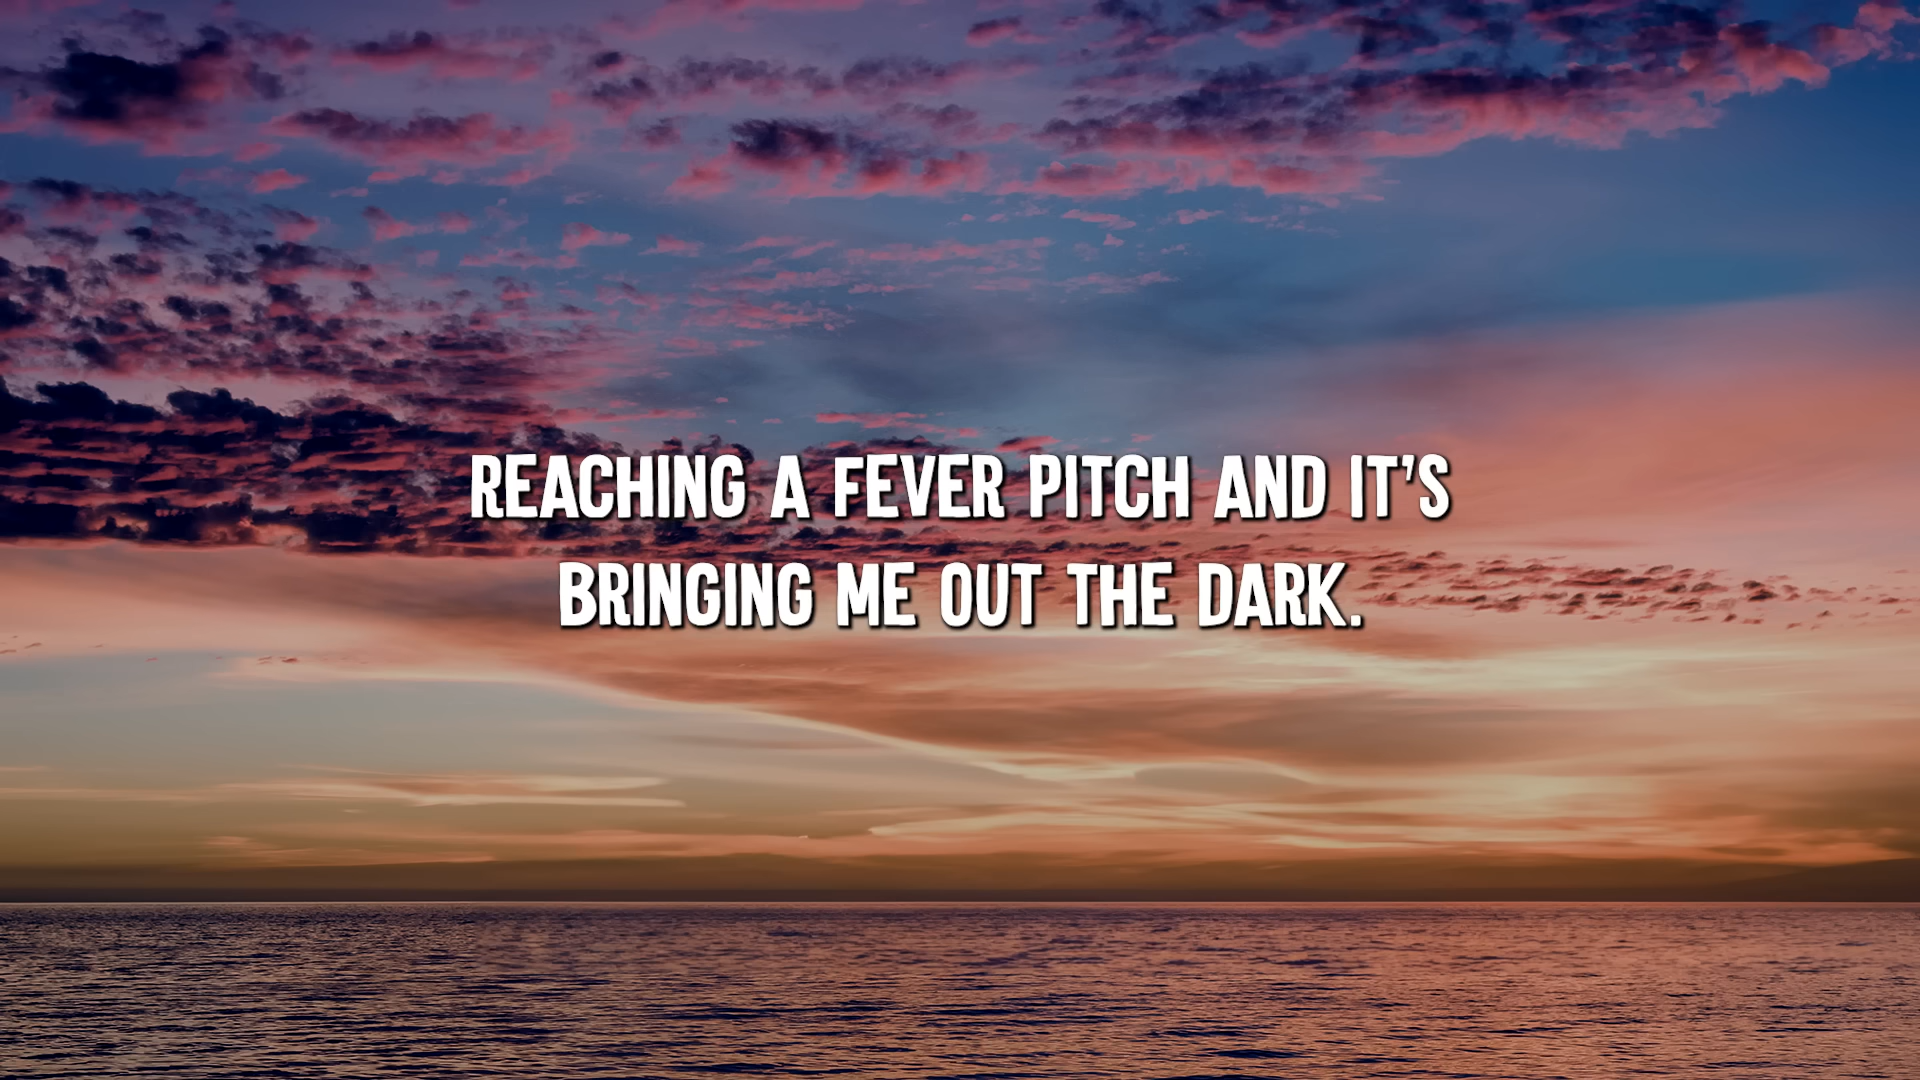 REACHING A FEVER PITCH AND IT'S
BRINGING ME OUT THE DARK.